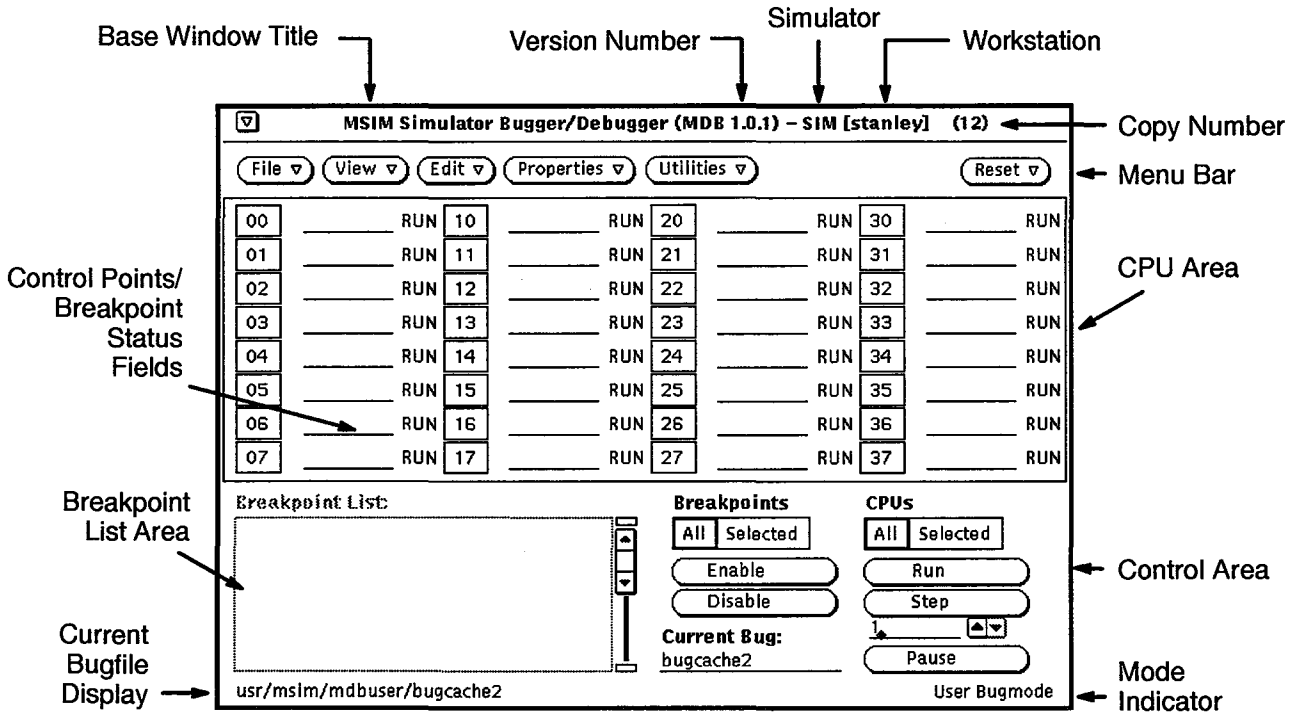 Simulator
Base Window Title
Version Number
Workstation
MSIM Simulator Bugger/Debugger (MDB 1.0.1) – SIM [stanley] (12)
Copy Number
File View Edit Properties Utilities Reset
Menu Bar
00 RUN 10 RUN 20 RUN 30 RUN
01 RUN 11 RUN 21 RUN 31 RUN
02 RUN 12 RUN 22 RUN 32 RUN
03 RUN 13 RUN 23 RUN 33 RUN
04 RUN 14 RUN 24 RUN 34 RUN
05 RUN 15 RUN 25 RUN 35 RUN
06 RUN 16 RUN 26 RUN 36 RUN
07 RUN 17 RUN 27 RUN 37 RUN
Control Points/
Breakpoint
Status
Fields
CPU Area
Breakpoint
List Area
Breakpoint List:
Breakpoints
All Selected
Enable
Disable
Current Bug:
bugcache2
CPUs
All Selected
Run
Step
1
Pause
Control Area
Current
Bugfile
Display
usr/msim/mdbuser/bugcache2
User Bugmode
Mode
Indicator